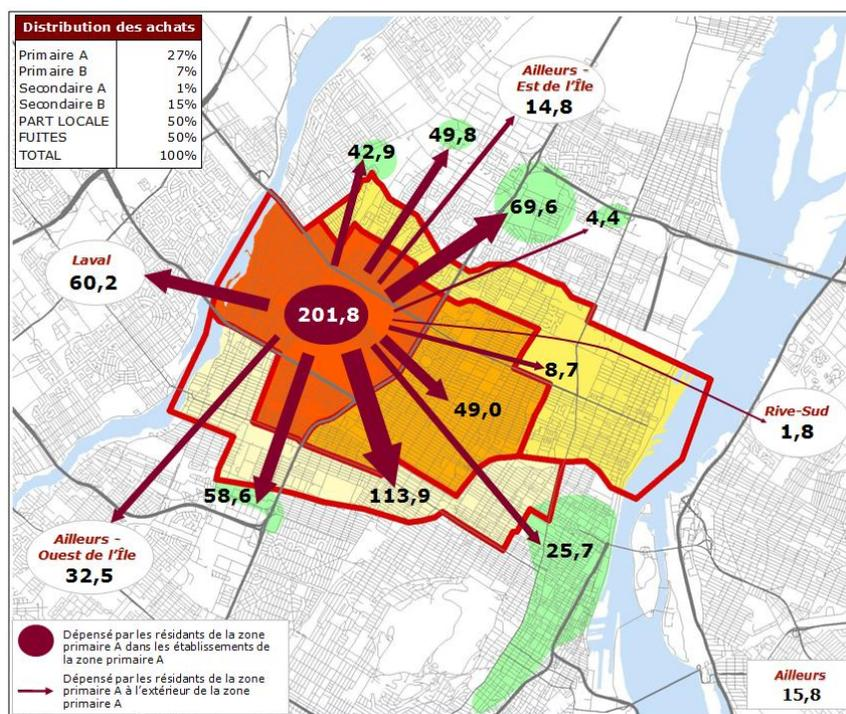 Distribution des achats
Primaire A 27%
Primaire B 7%
Secondaire A 1%
Secondaire B 15%
PART LOCALE 50%
FUITES 50%
TOTAL 100%
Ailleurs -
Est de l'Île
14,8
42,9
49,8
69,6
4,4
Laval
60,2
201,8
8,7
49,0
Rive-Sud
1,8
58,6
113,9
Ailleurs -
Ouest de l'Île
32,5
25,7
Dépensé par les résidants de la zone
primaire A dans les établissements de
la zone primaire A
Dépensé par les résidants de la zone
primaire A à l'extérieur de la zone
primaire A
Ailleurs
15,8